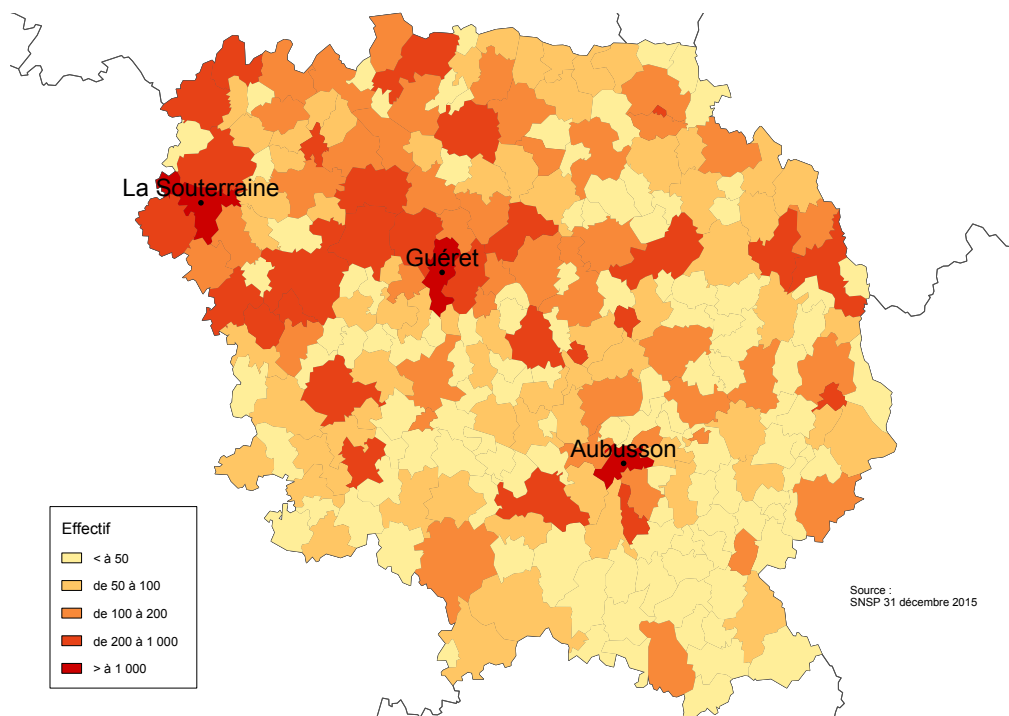 La Souterraine
Guéret
Aubusson
Effectif
< à 50
de 50 à 100
de 100 à 200
de 200 à 1 000
> à 1 000
Source :
SNSP 31 décembre 2015